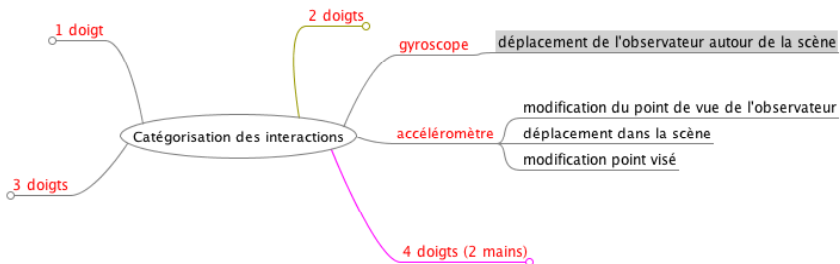 2 doigts
1 doigt
gyroscope
déplacement de l'observateur autour de la scène
modification du point de vue de l'observateur
Catégorisation des interactions
accéléromètre
déplacement dans la scène
modification point visé
3 doigts
4 doigts (2 mains)